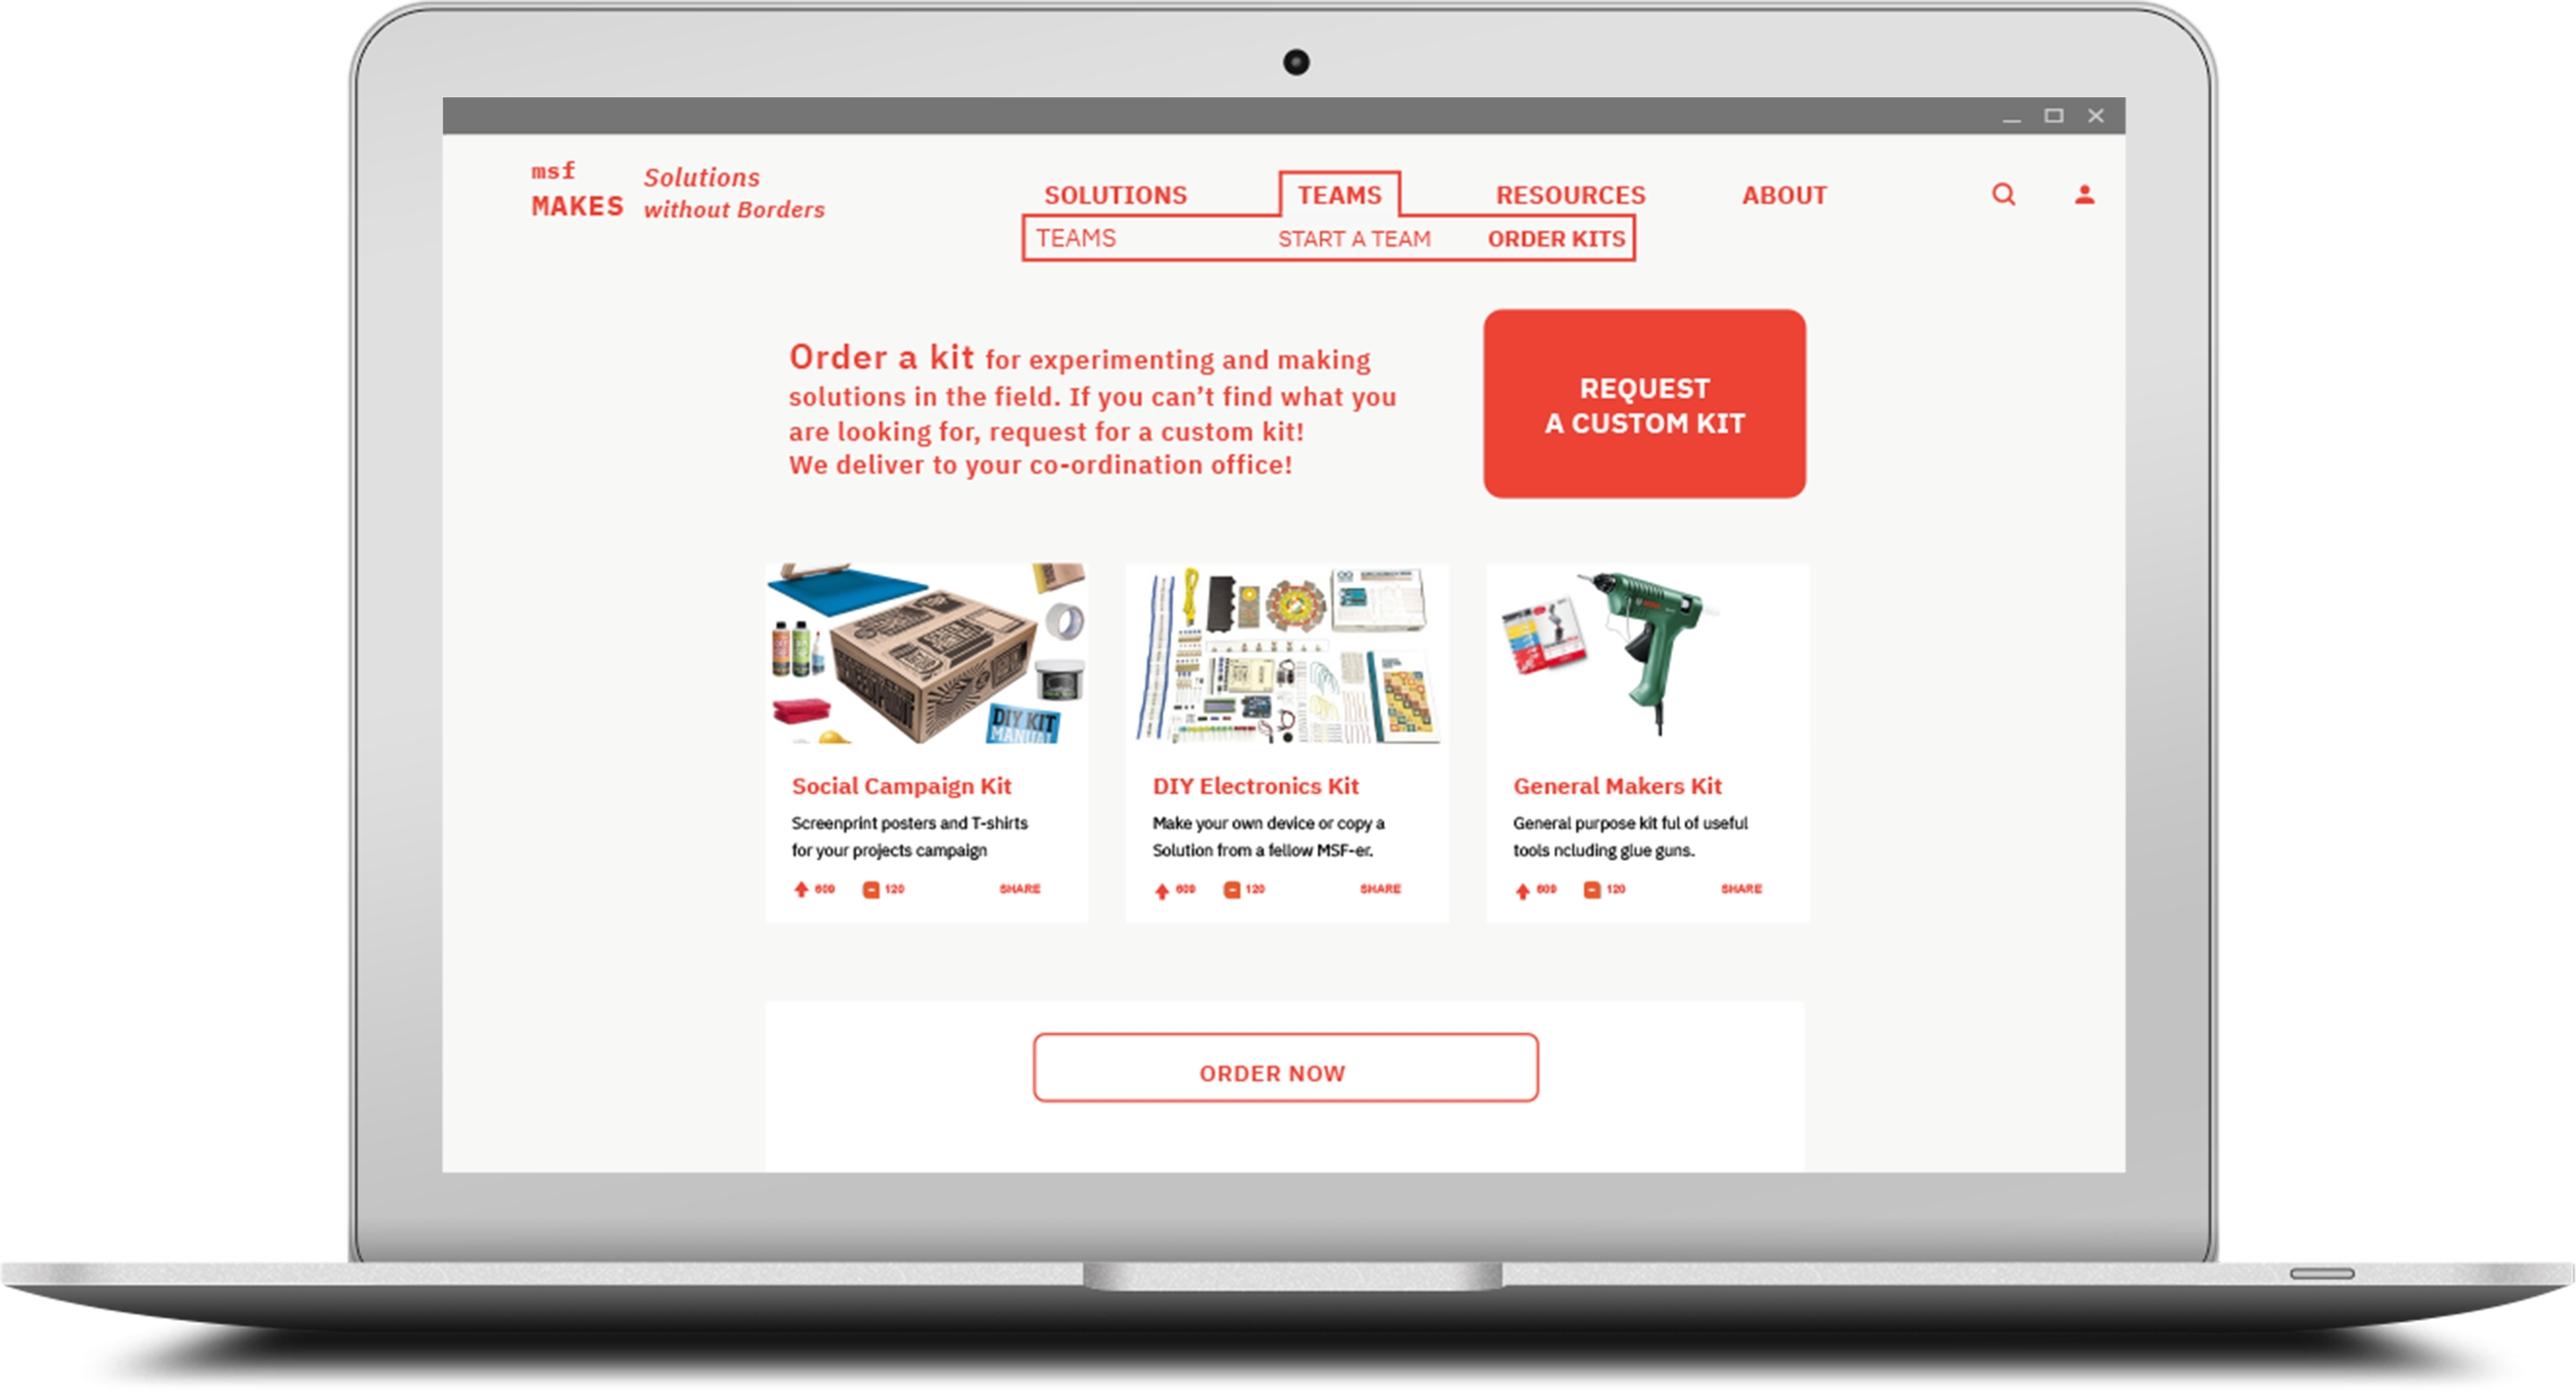 msf
MAKES
Solutions
without Borders
SOLUTIONS
TEAMS
RESOURCES
ABOUT
TEAMS
START A TEAM
ORDER KITS
Order a kit for experimenting and making
solutions in the field. If you can't find what you
are looking for, request for a custom kit!
We deliver to your co-ordination office!
REQUEST
A CUSTOM KIT
DIY KIT
MANUAL
Social Campaign Kit
Screenprint posters and T-shirts
for your projects campaign
609
120
SHARE
DIY Electronics Kit
Make your own device or copy a
Solution from a fellow MSF-er.
609
120
SHARE
General Makers Kit
General purpose kit ful of useful
tools ncluding glue guns.
609
120
SHARE
ORDER NOW